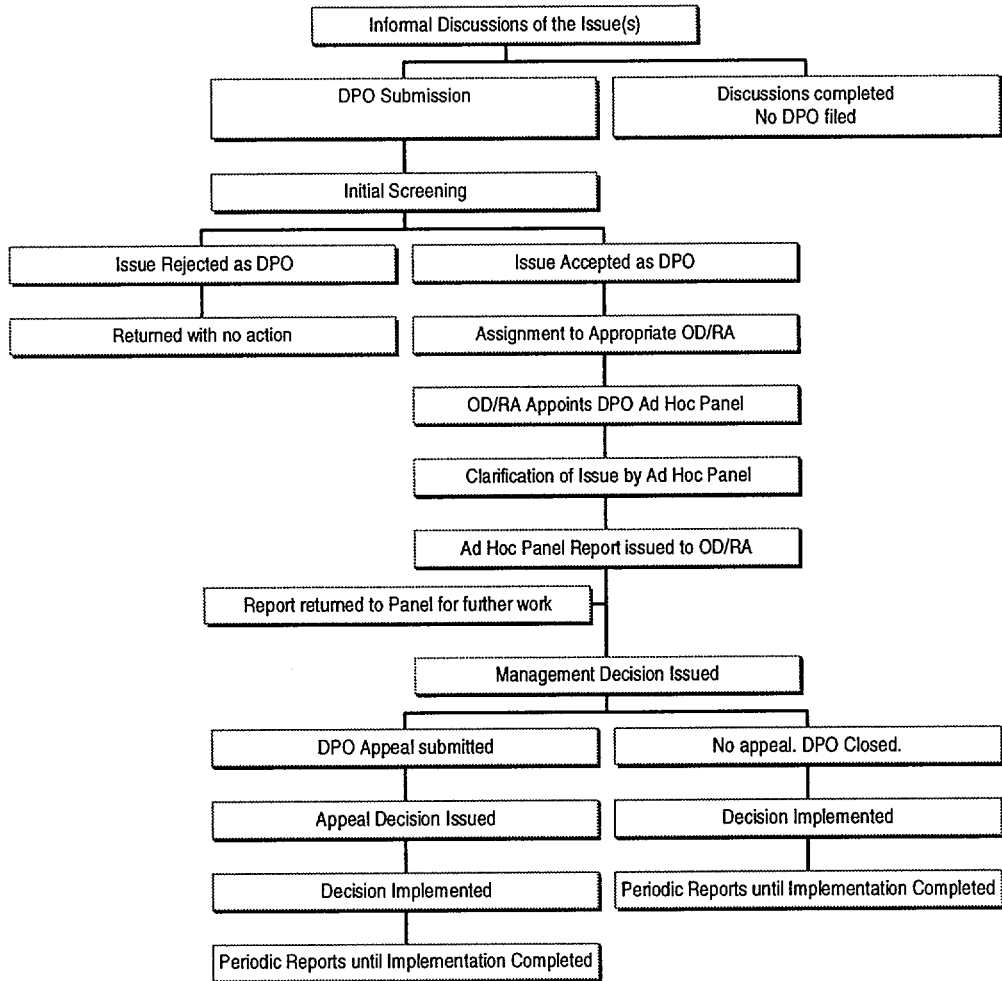 Informal Discussions of the Issue(s)
DPO Submission
Discussions completed
No DPO filed
Initial Screening
Issue Rejected as DPO
Issue Accepted as DPO
Returned with no action
Assignment to Appropriate OD/RA
OD/RA Appoints DPO Ad Hoc Panel
Clarification of Issue by Ad Hoc Panel
Ad Hoc Panel Report issued to OD/RA
Report returned to Panel for further work
Management Decision Issued
DPO Appeal submitted
No appeal. DPO Closed.
Appeal Decision Issued
Decision Implemented
Decision Implemented
Periodic Reports until Implementation Completed
Periodic Reports until Implementation Completed